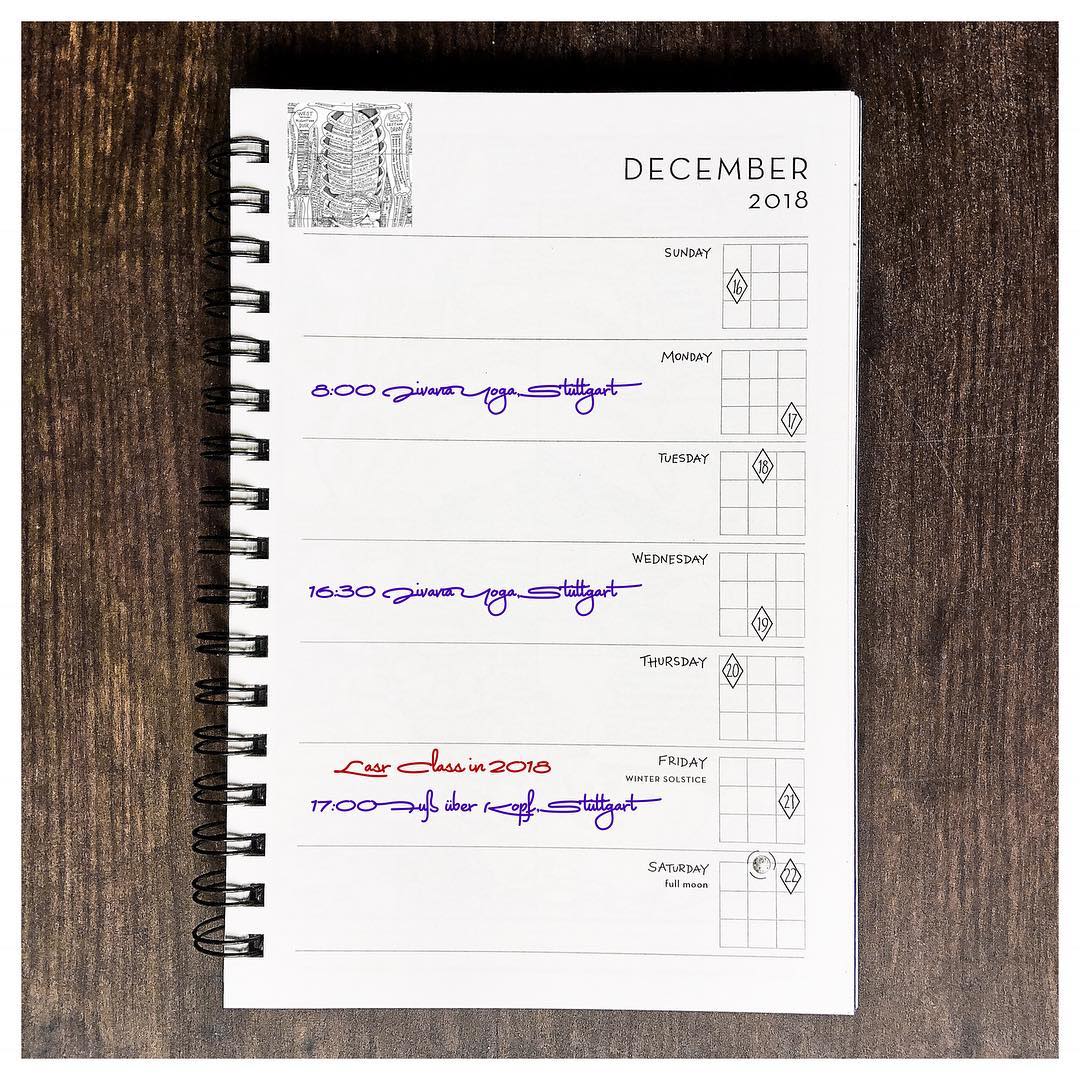 WEST
EAST
DECEMBER
2018
SUNDAY
16
MONDAY
8:00 Jivana Yoga, Stuttgart
17
TUESDAY
18
WEDNESDAY
16:30 Jivana Yoga, Stuttgart
19
THURSDAY
20
Lasr Class in 2018
FRIDAY
WINTER SOLSTICE
17:00 Fuß über Kopf, Stuttgart
21
SATURDAY
full moon
22